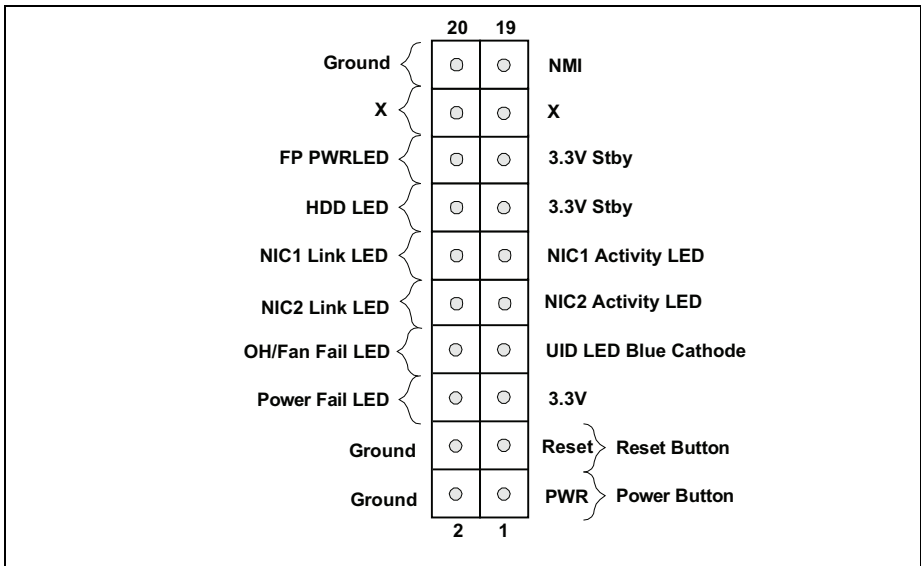 20 19
Ground NMI
X X
FP PWRLED 3.3V Stby
HDD LED 3.3V Stby
NIC1 Link LED NIC1 Activity LED
NIC2 Link LED NIC2 Activity LED
OH/Fan Fail LED UID LED Blue Cathode
Power Fail LED 3.3V
Ground Reset Reset Button
Ground PWR Power Button
2 1